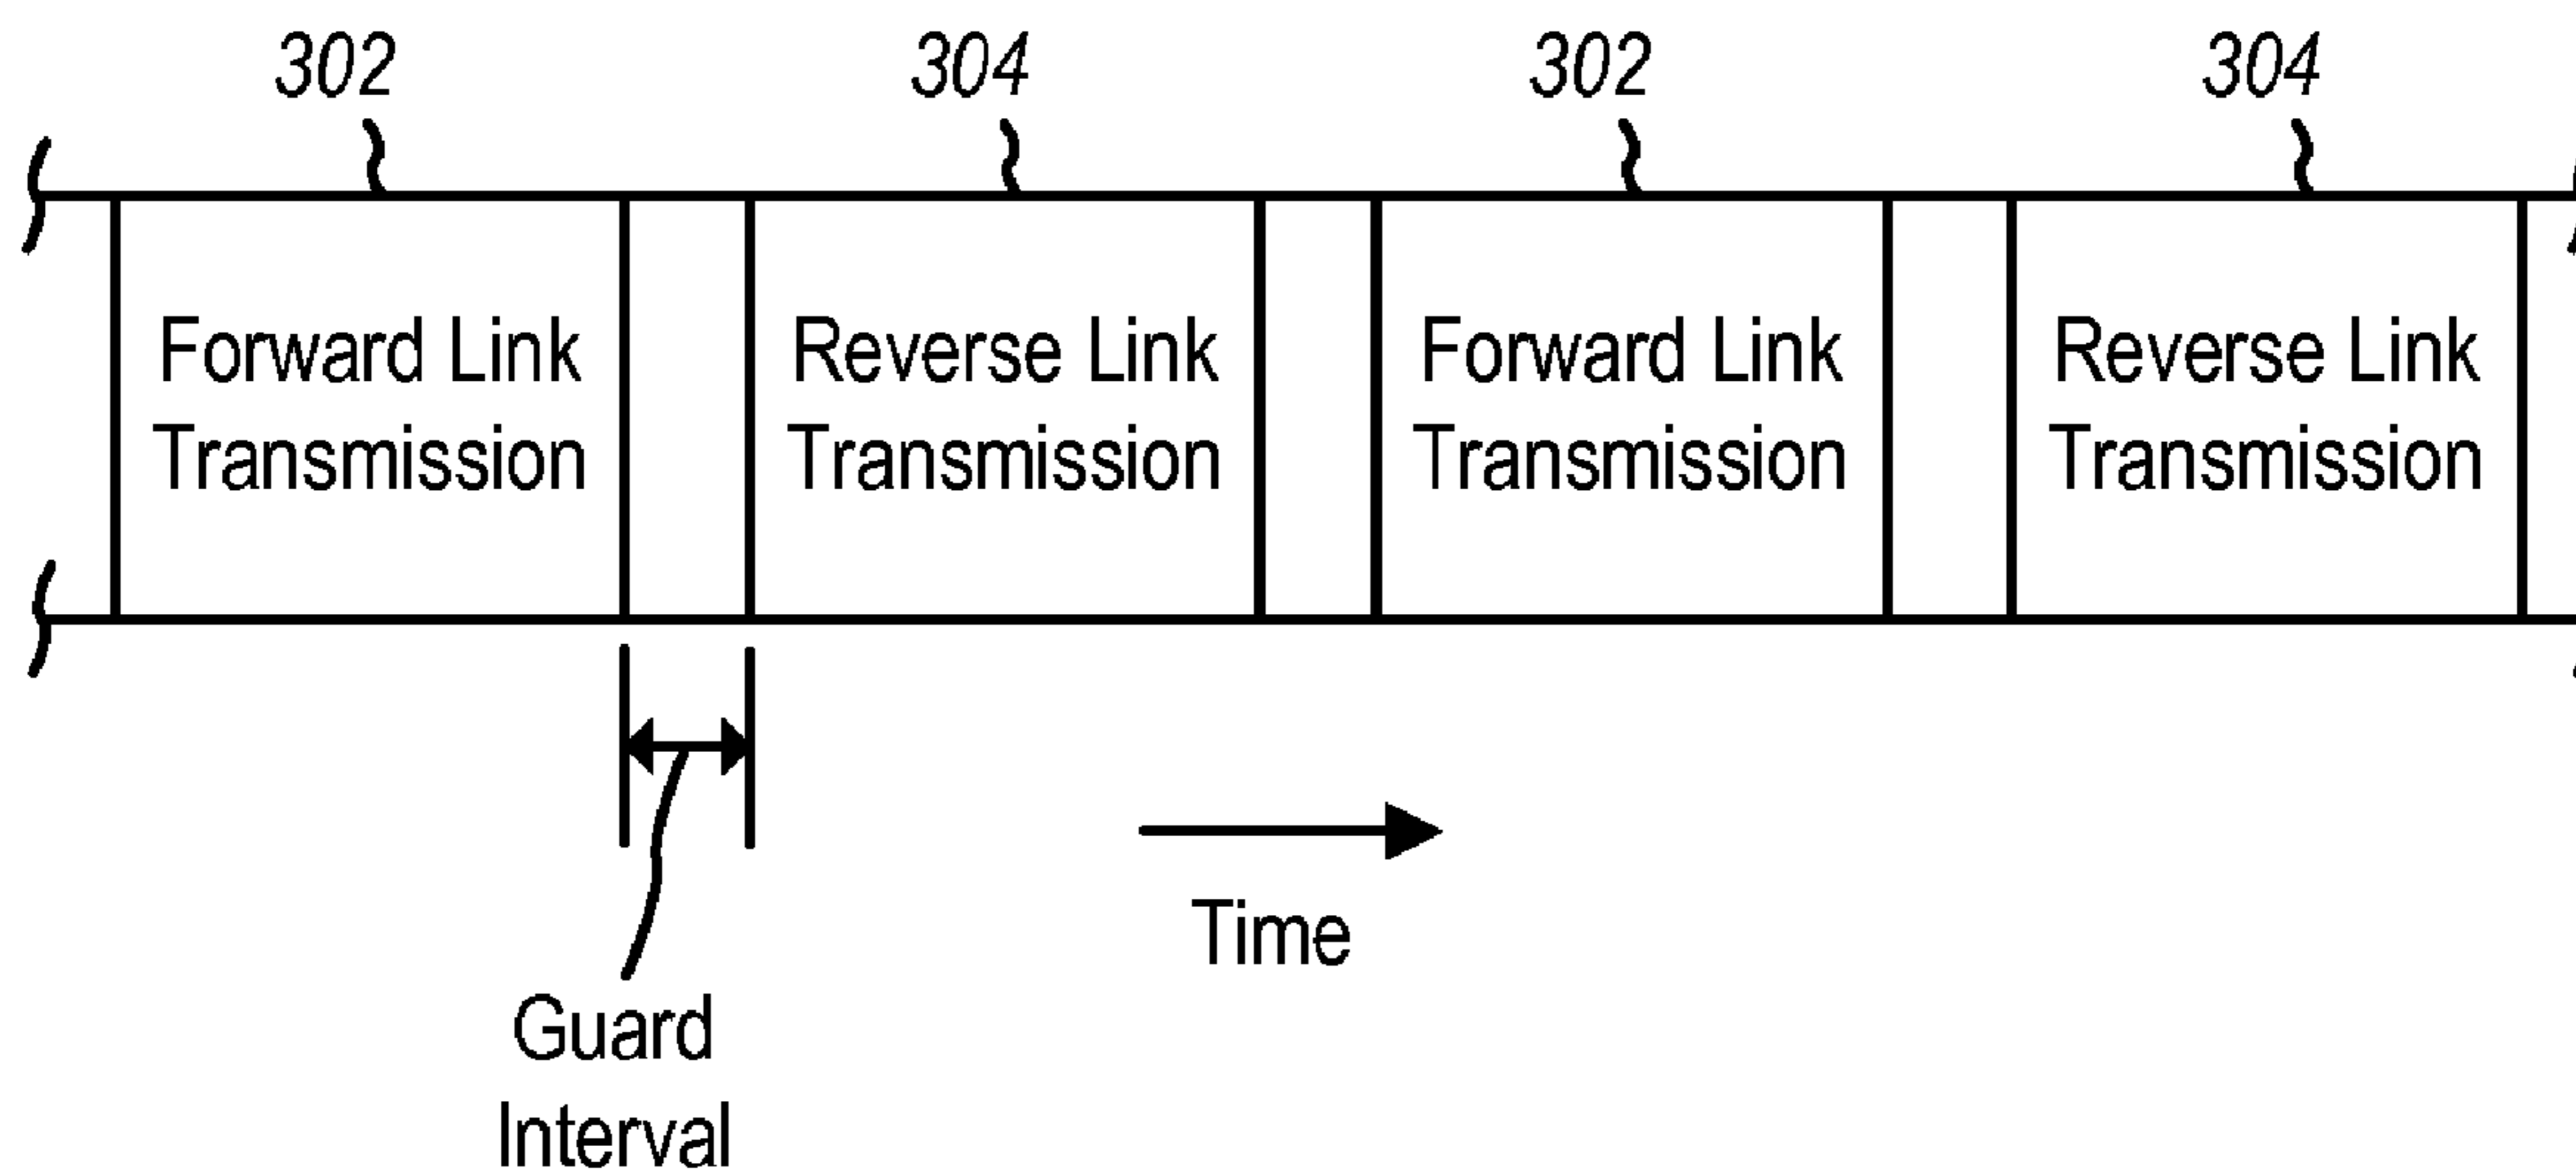 302
304
302
304
Forward Link
Transmission
Reverse Link
Transmission
Forward Link
Transmission
Reverse Link
Transmission
Time
Guard
Interval